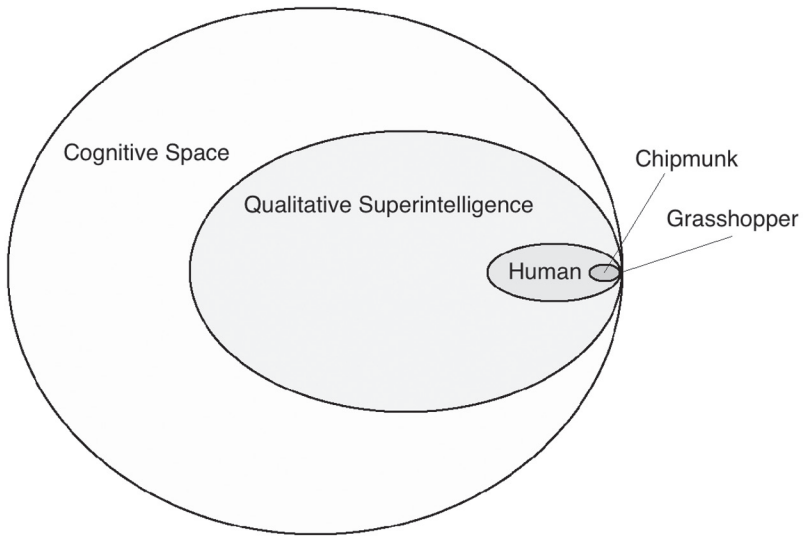 Cognitive Space
Chipmunk
Qualitative Superintelligence
Grasshopper
Human